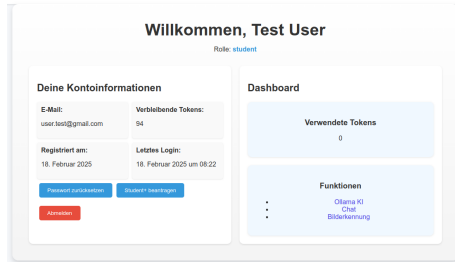 Willkommen, Test User
Rolle: student
Deine Kontoinformationen
E-Mail:
user.test@gmail.com
Verbleibende Tokens:
94
Registriert am:
18. Februar 2025
Letztes Login:
18. Februar 2025 um 08:22
Passwort zurücksetzen
Student+ beantragen
Abmelden
Dashboard
Verwendete Tokens
0
Funktionen
Ollama KI
Chat
Bilderkennung